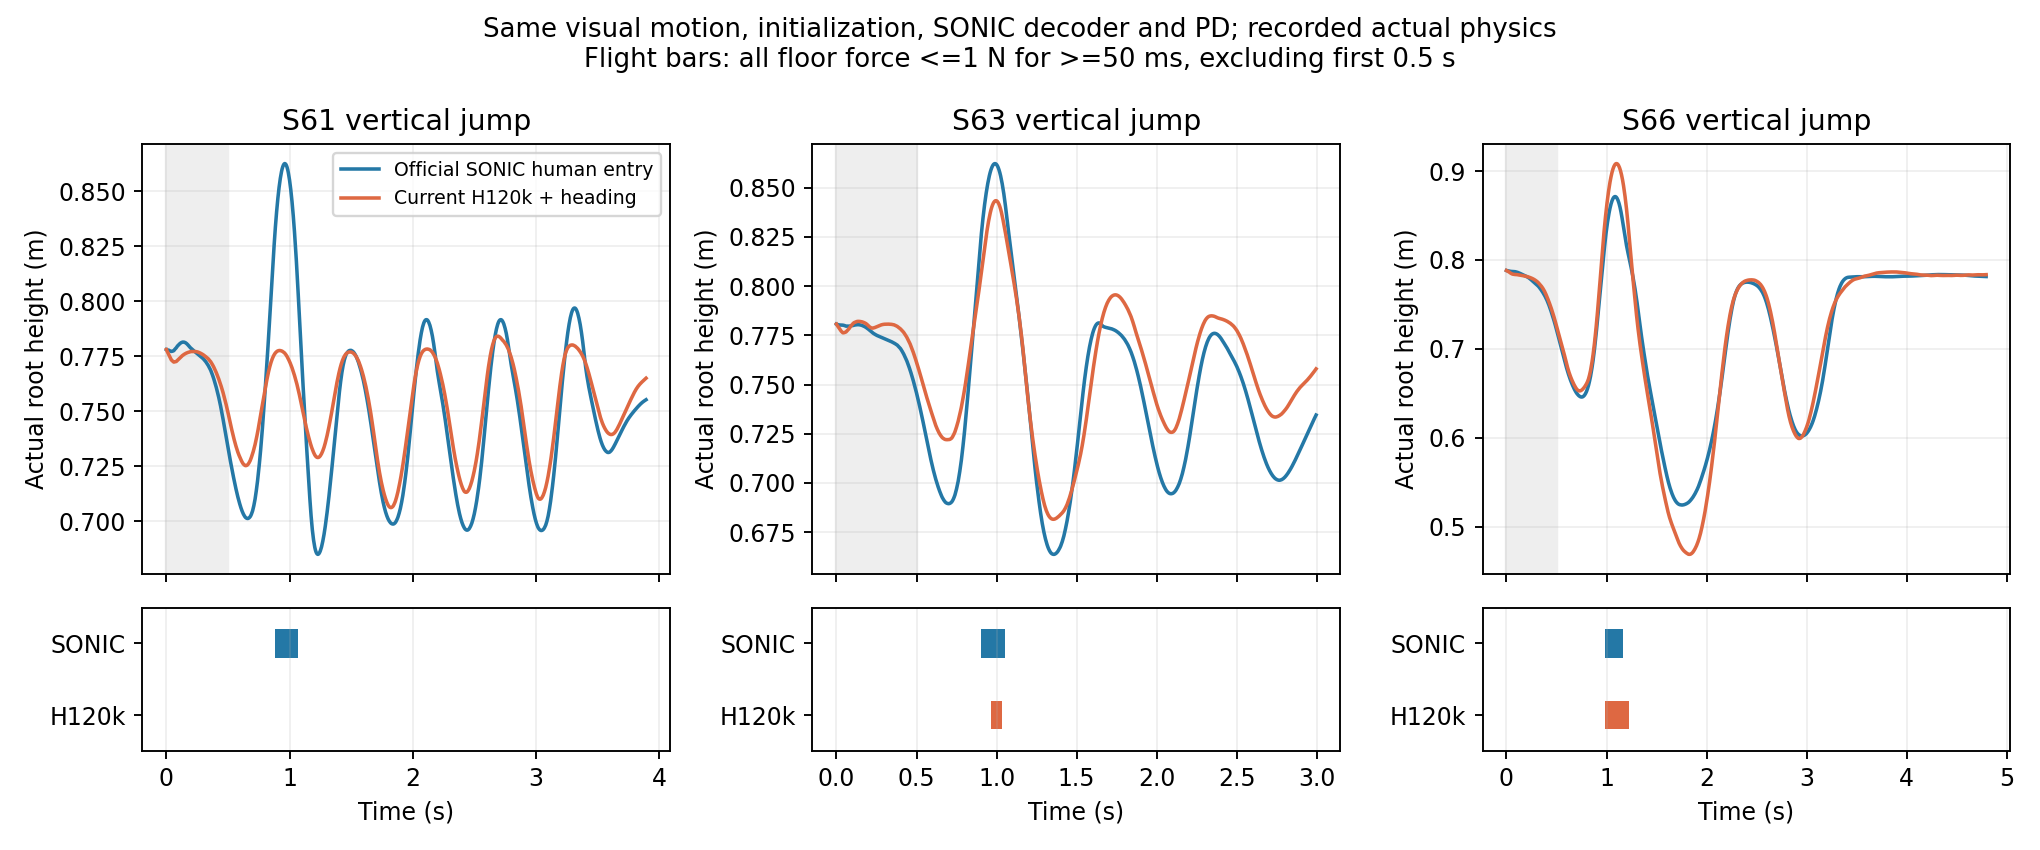 Same visual motion, initialization, SONIC decoder and PD; recorded actual physics
Flight bars: all floor force <=1 N for >=50 ms, excluding first 0.5 s
S61 vertical jump
Actual root height (m)
0.850
0.825
0.800
0.775
0.750
0.725
0.700
Official SONIC human entry
Current H120k + heading
SONIC
H120k
0 1 2 3 4
Time (s)
S63 vertical jump
Actual root height (m)
0.850
0.825
0.800
0.775
0.750
0.725
0.700
0.675
SONIC
H120k
0.0 0.5 1.0 1.5 2.0 2.5 3.0
Time (s)
S66 vertical jump
Actual root height (m)
0.9
0.8
0.7
0.6
0.5
SONIC
H120k
0 1 2 3 4 5
Time (s)